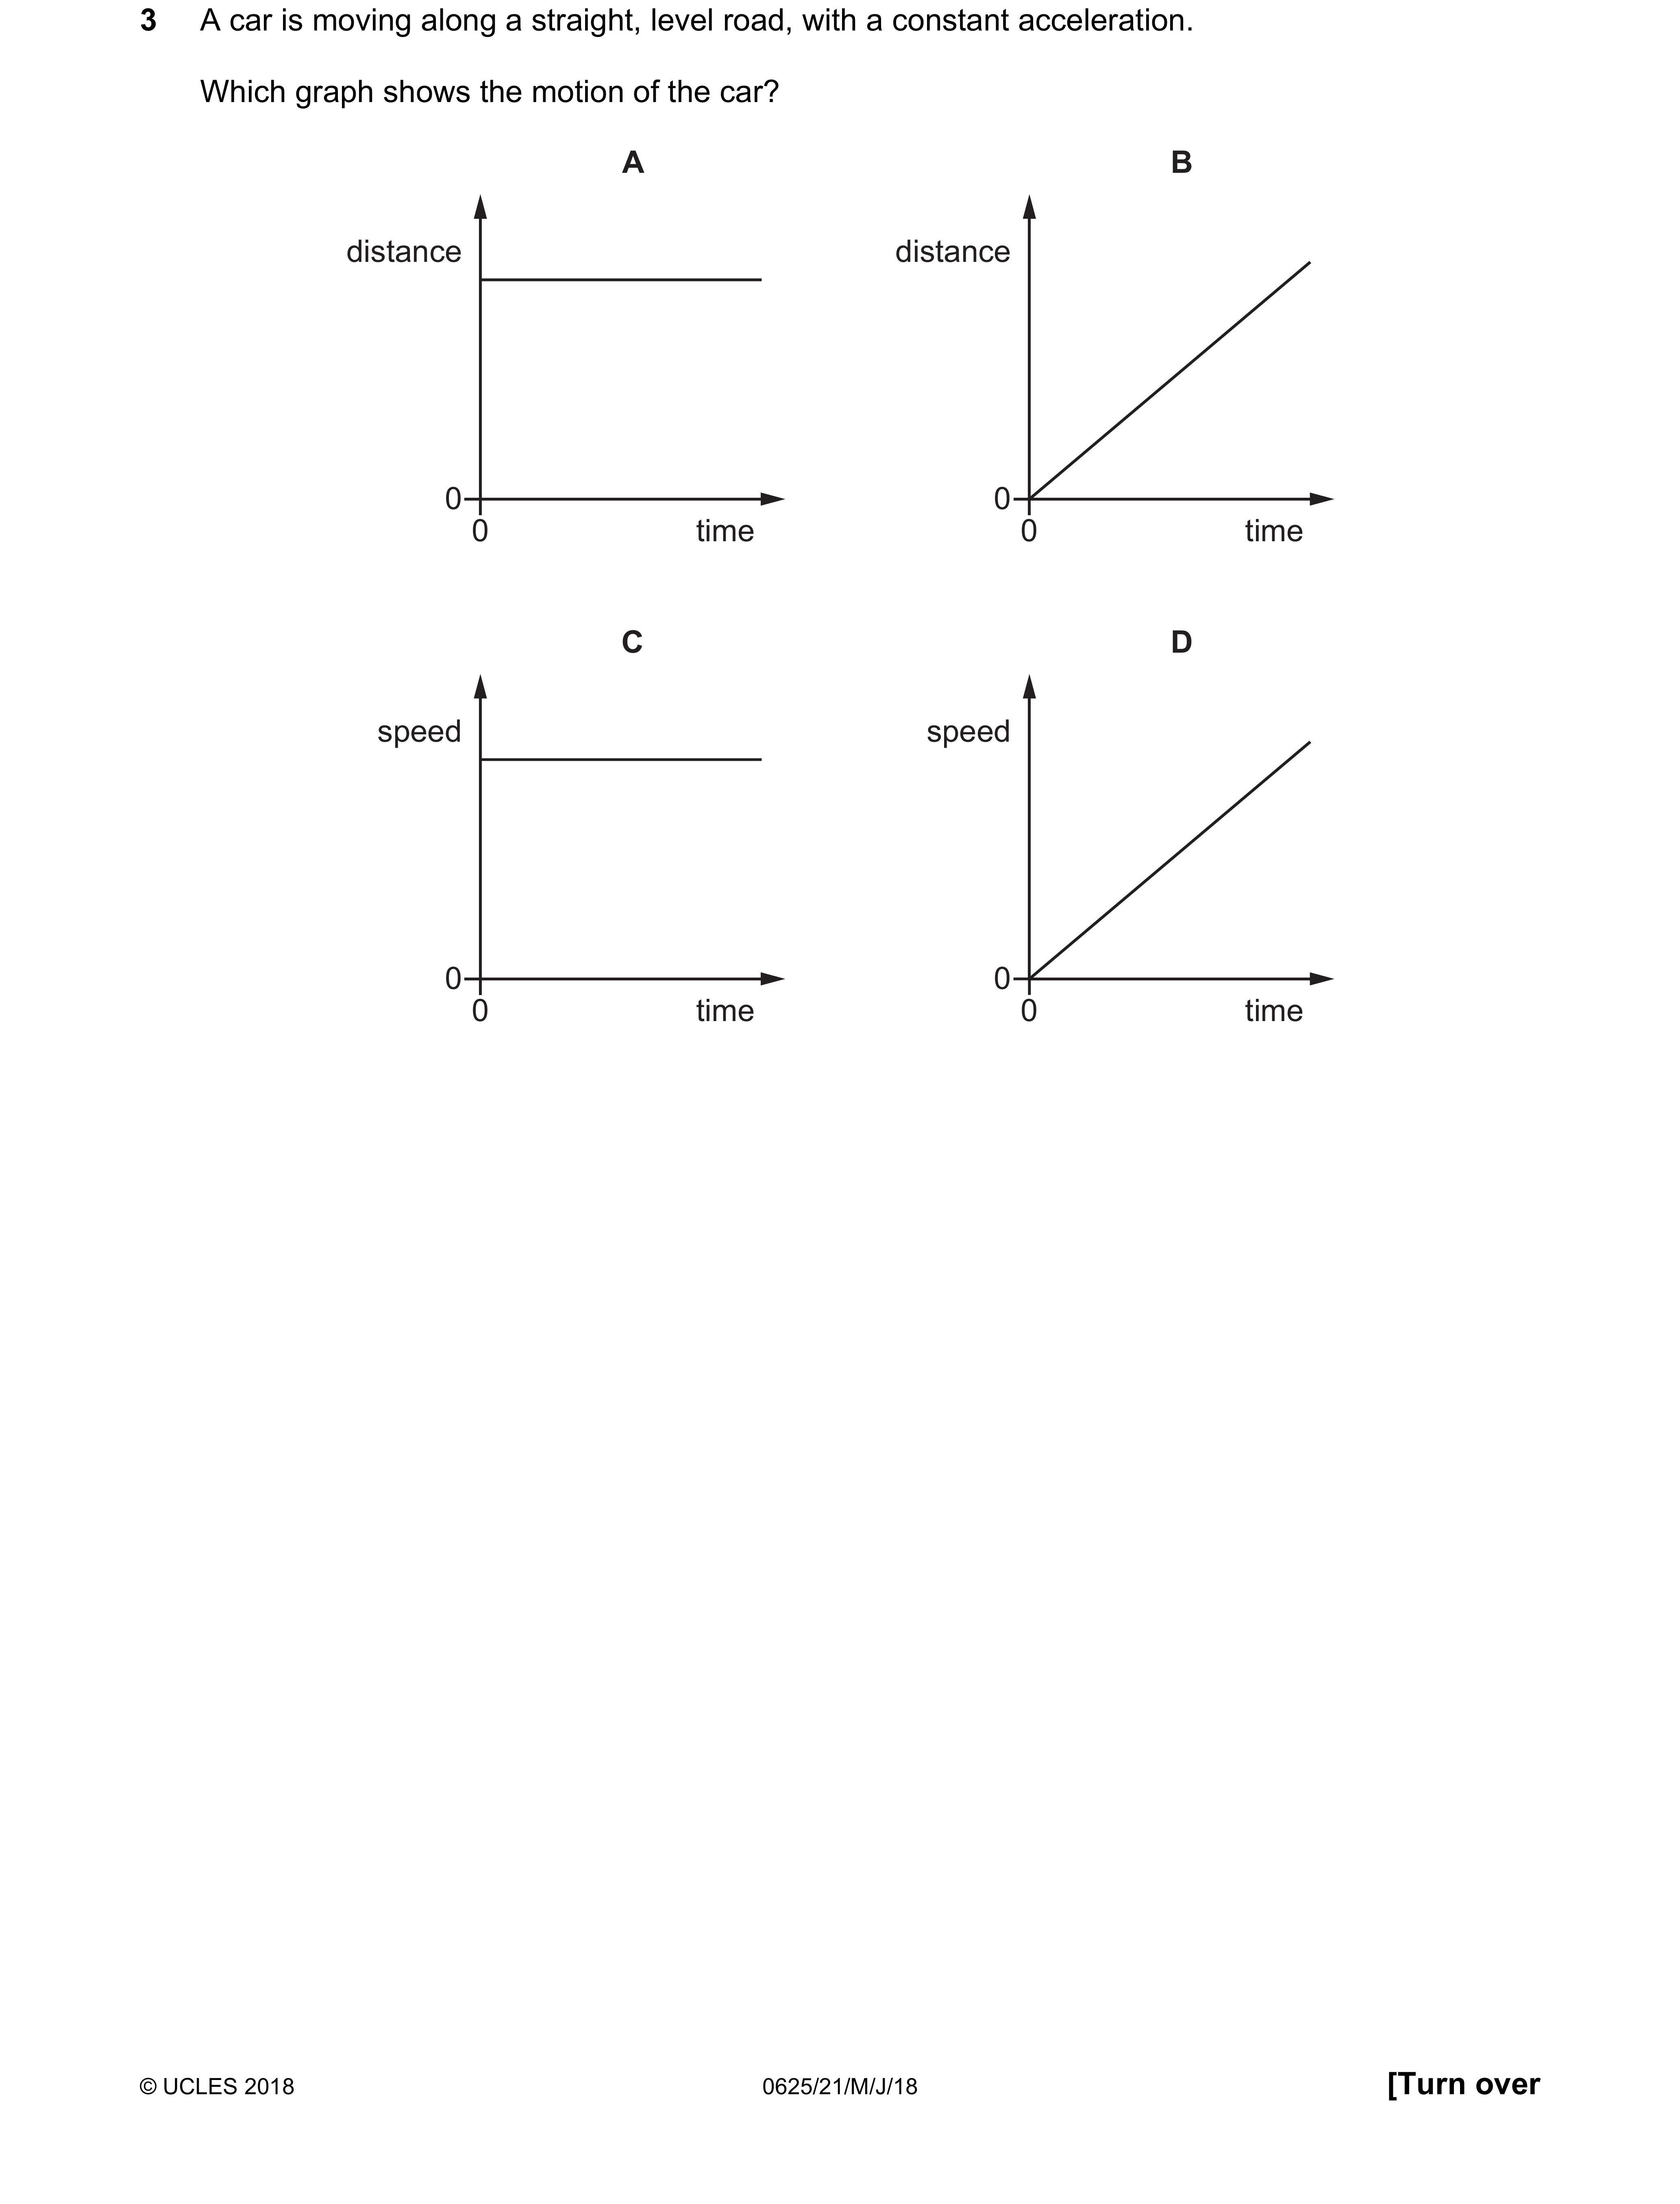 3 A car is moving along a straight, level road, with a constant acceleration.
Which graph shows the motion of the car?
A
distance
0
0
time
B
distance
0
0
time
C
speed
0
0
time
D
speed
0
0
time
© UCLES 2018
0625/21/M/J/18
[Turn over